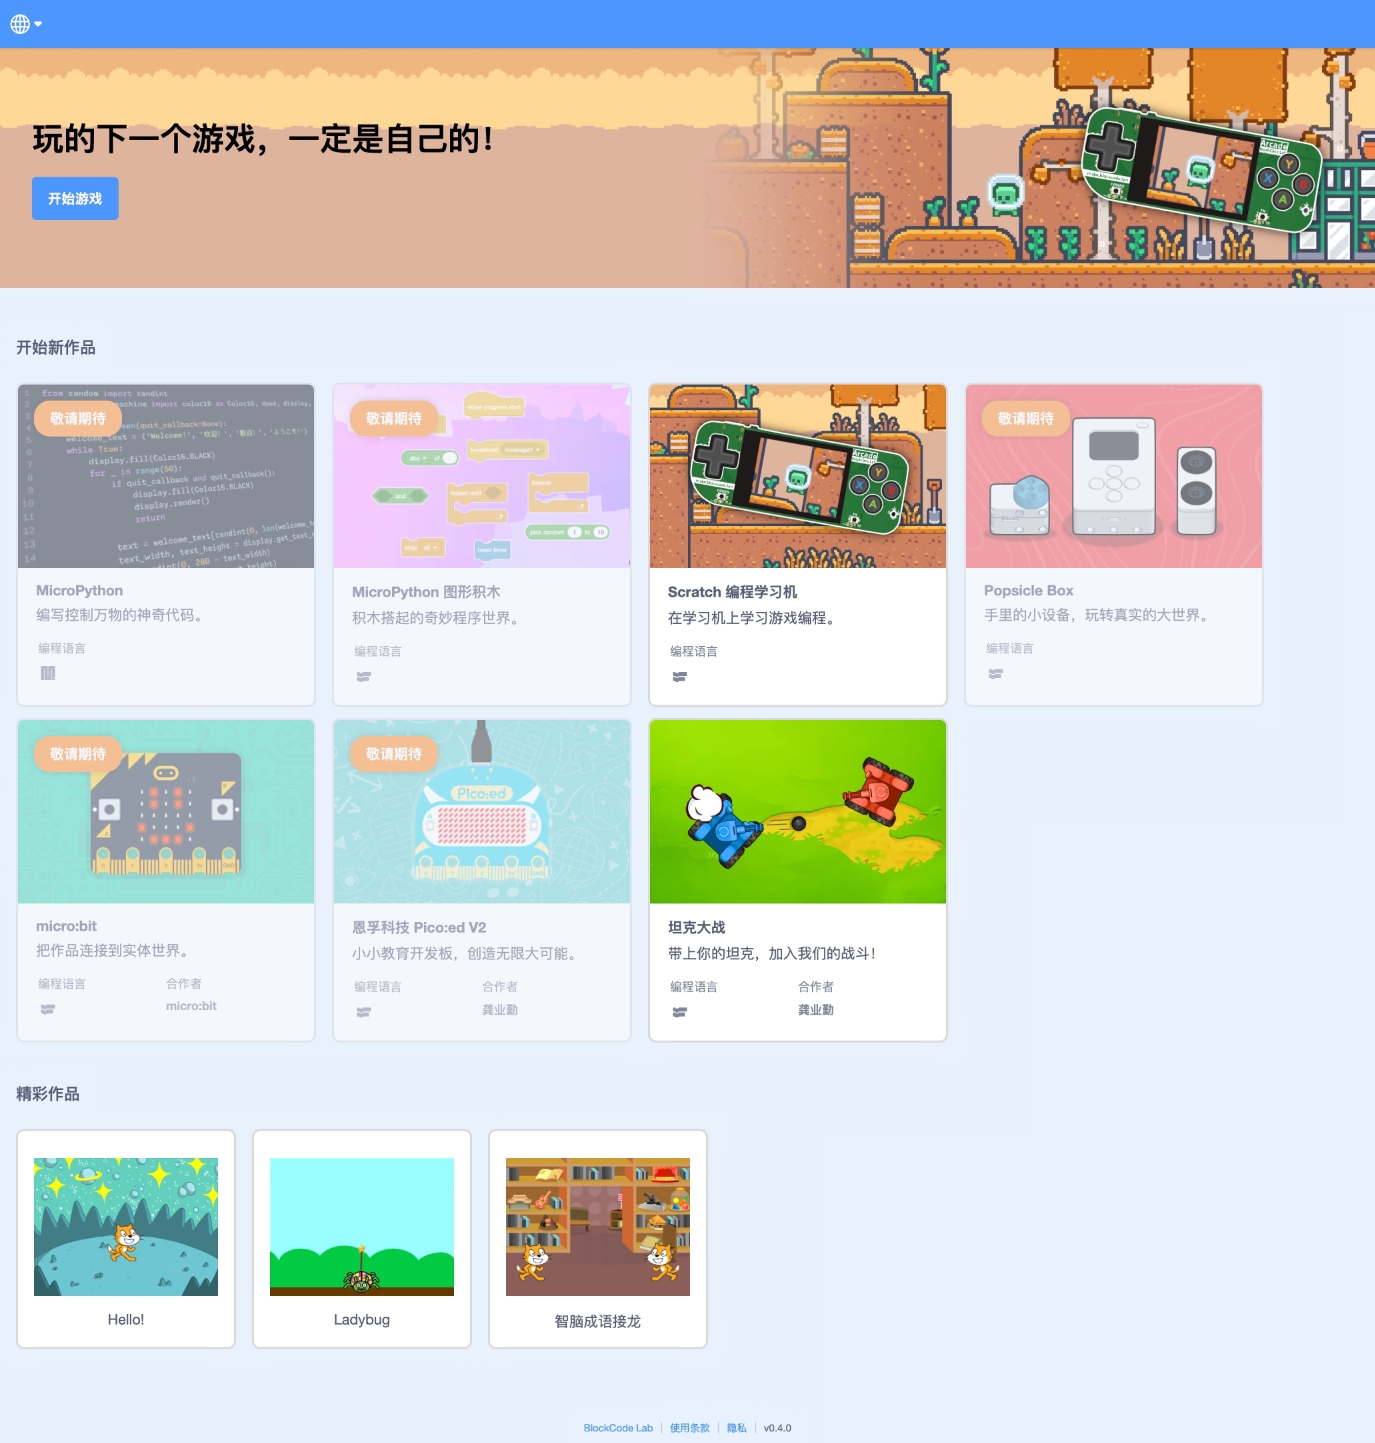 玩的下一个游戏，一定是自己的！
开始游戏
开始新作品
敬请期待
MicroPython
编写控制万物的神奇代码。
编程语言
敬请期待
MicroPython 图形积木
积木搭起的奇妙程序世界。
编程语言
Scratch 编程学习机
在学习机上学习游戏编程。
编程语言
敬请期待
Popsicle Box
手里的小设备，玩转真实的大世界。
编程语言
敬请期待
micro:bit
把作品连接到实体世界。
编程语言 合作者
micro:bit
敬请期待
Pico:ed
恩孚科技 Pico:ed V2
小小教育开发板，创造无限大可能。
编程语言 合作者
龚业勤
坦克大战
带上你的坦克，加入我们的战斗！
编程语言 合作者
龚业勤
精彩作品
Hello!
Ladybug
智脑成语接龙
BlockCode Lab | 使用条款 | 隐私 | v0.4.0